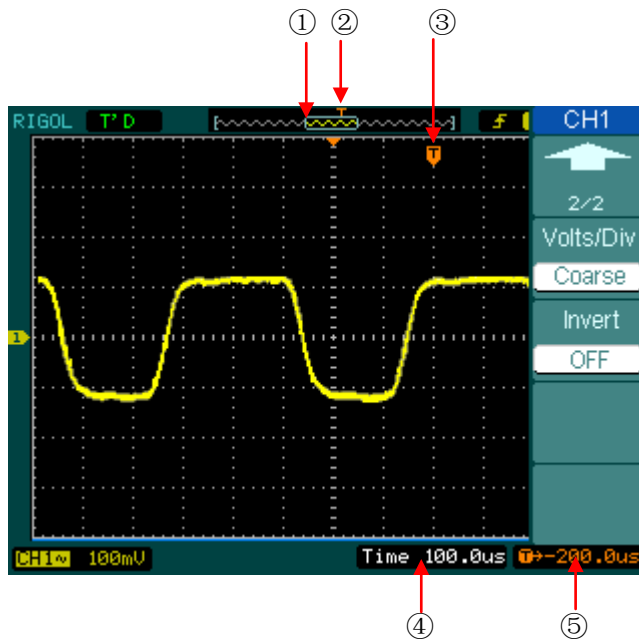 ① ② ③
RIGOL T'D T CH1
T
2/2
Volts/Div
Coarse
Invert
1
OFF
CH1~ 100mV Time 100.0us T→-200.0us
④ ⑤